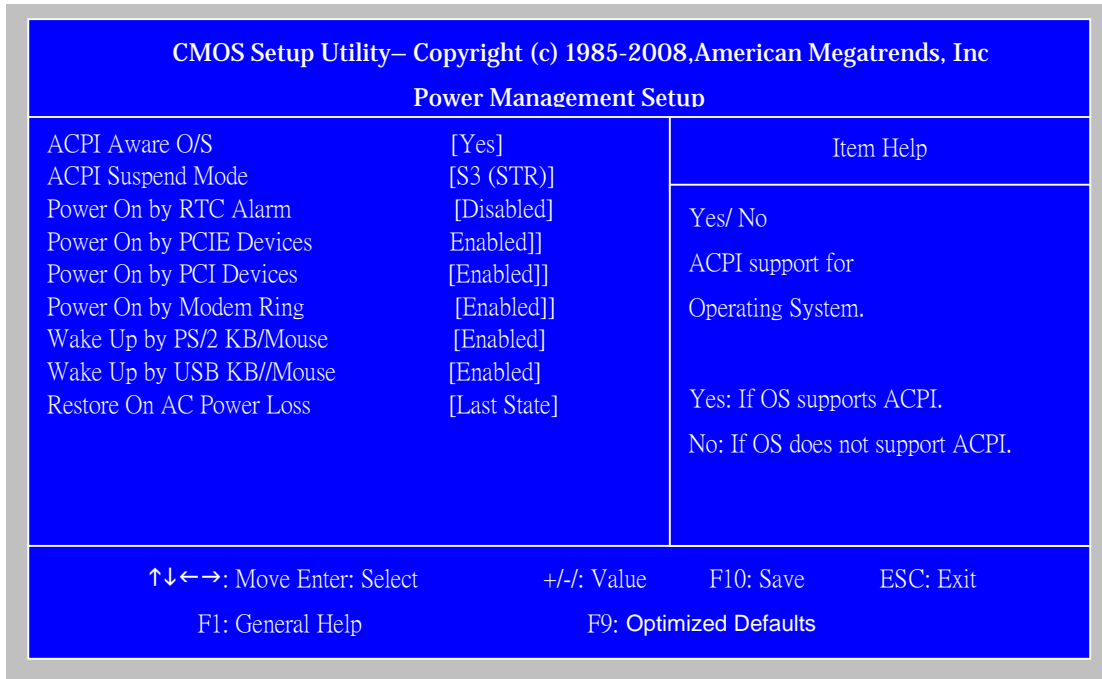 CMOS Setup Utility– Copyright (c) 1985-2008,American Megatrends, Inc
Power Management Setup
ACPI Aware O/S [Yes]
ACPI Suspend Mode [S3 (STR)]
Power On by RTC Alarm [Disabled]
Power On by PCIE Devices Enabled]]
Power On by PCI Devices [Enabled]]
Power On by Modem Ring [Enabled]]
Wake Up by PS/2 KB/Mouse [Enabled]
Wake Up by USB KB//Mouse [Enabled]
Restore On AC Power Loss [Last State]
Item Help
Yes/ No
ACPI support for
Operating System.
Yes: If OS supports ACPI.
No: If OS does not support ACPI.
↑↓←→: Move Enter: Select +/-/: Value F10: Save ESC: Exit
F1: General Help F9: Optimized Defaults